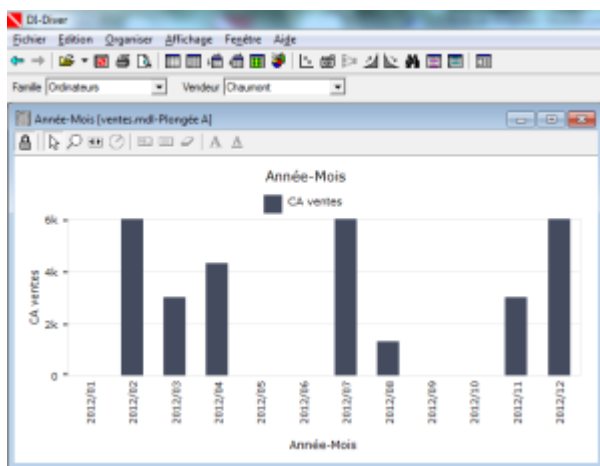 DI-Diver
Fichier Edition Organiser Affichage Fenêtre Aide
Famille Ordinateurs Vendeur Chaumont
Année-Mois [ventes.mdl-Plongée A]
A A
Année-Mois
CA ventes
CA ventes
6k
4k
2k
0
2012/01 2012/02 2012/03 2012/04 2012/05 2012/06 2012/07 2012/08 2012/09 2012/10 2012/11 2012/12
Année-Mois